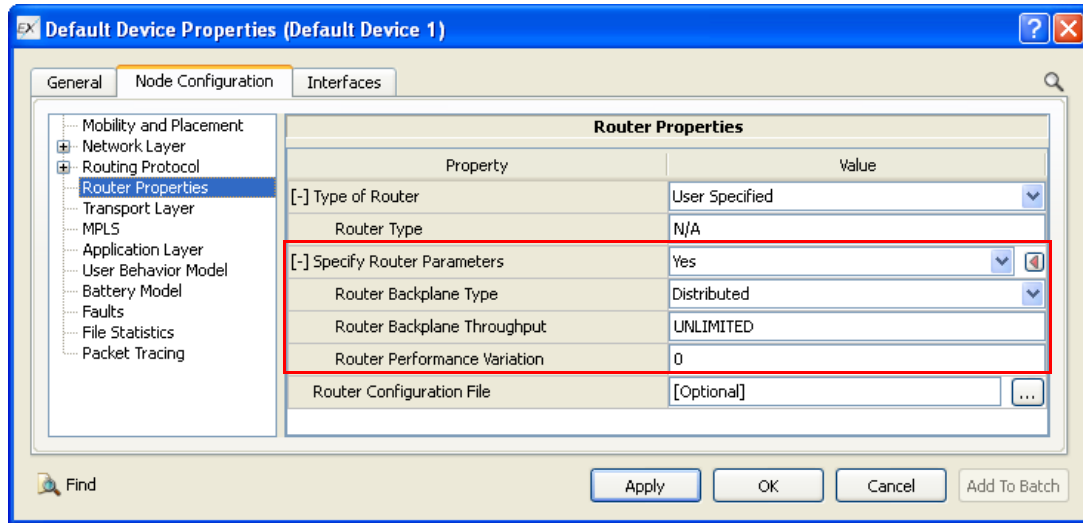 EX Default Device Properties (Default Device 1)
General Node Configuration Interfaces
Mobility and Placement
Network Layer
Routing Protocol
Router Properties
Transport Layer
MPLS
Application Layer
User Behavior Model
Battery Model
Faults
File Statistics
Packet Tracing
Router Properties
Property Value
[-] Type of Router User Specified
Router Type N/A
[-] Specify Router Parameters Yes
Router Backplane Type Distributed
Router Backplane Throughput UNLIMITED
Router Performance Variation 0
Router Configuration File [Optional] ...
Find Apply OK Cancel Add To Batch